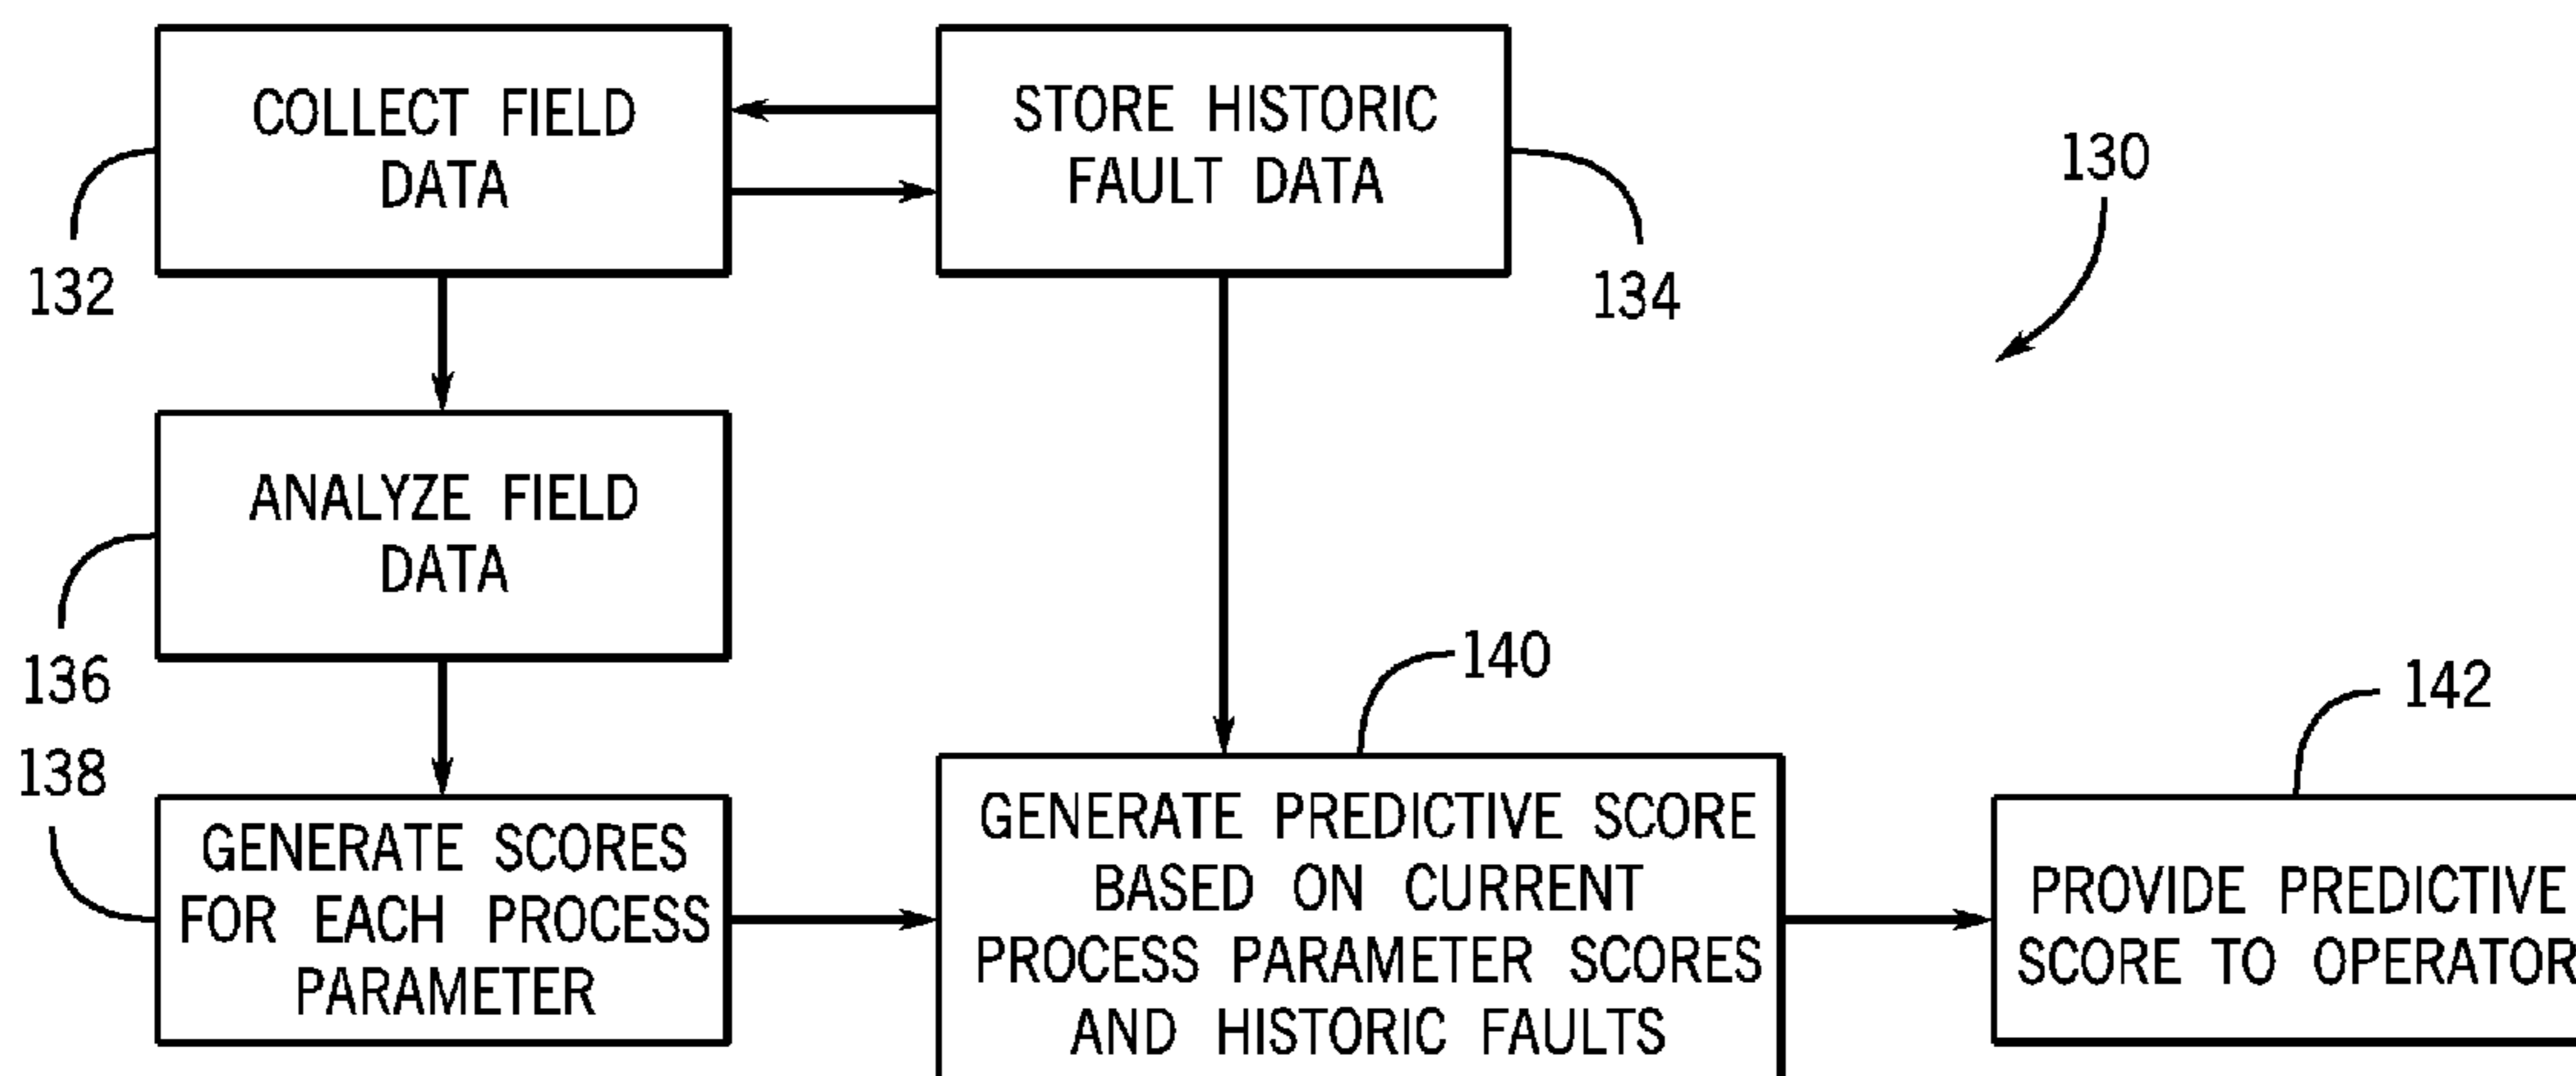 COLLECT FIELD
DATA
132
STORE HISTORIC
FAULT DATA
134
130
ANALYZE FIELD
DATA
136
138
GENERATE SCORES
FOR EACH PROCESS
PARAMETER
140
GENERATE PREDICTIVE SCORE
BASED ON CURRENT
PROCESS PARAMETER SCORES
AND HISTORIC FAULTS
142
PROVIDE PREDICTIVE
SCORE TO OPERATOR